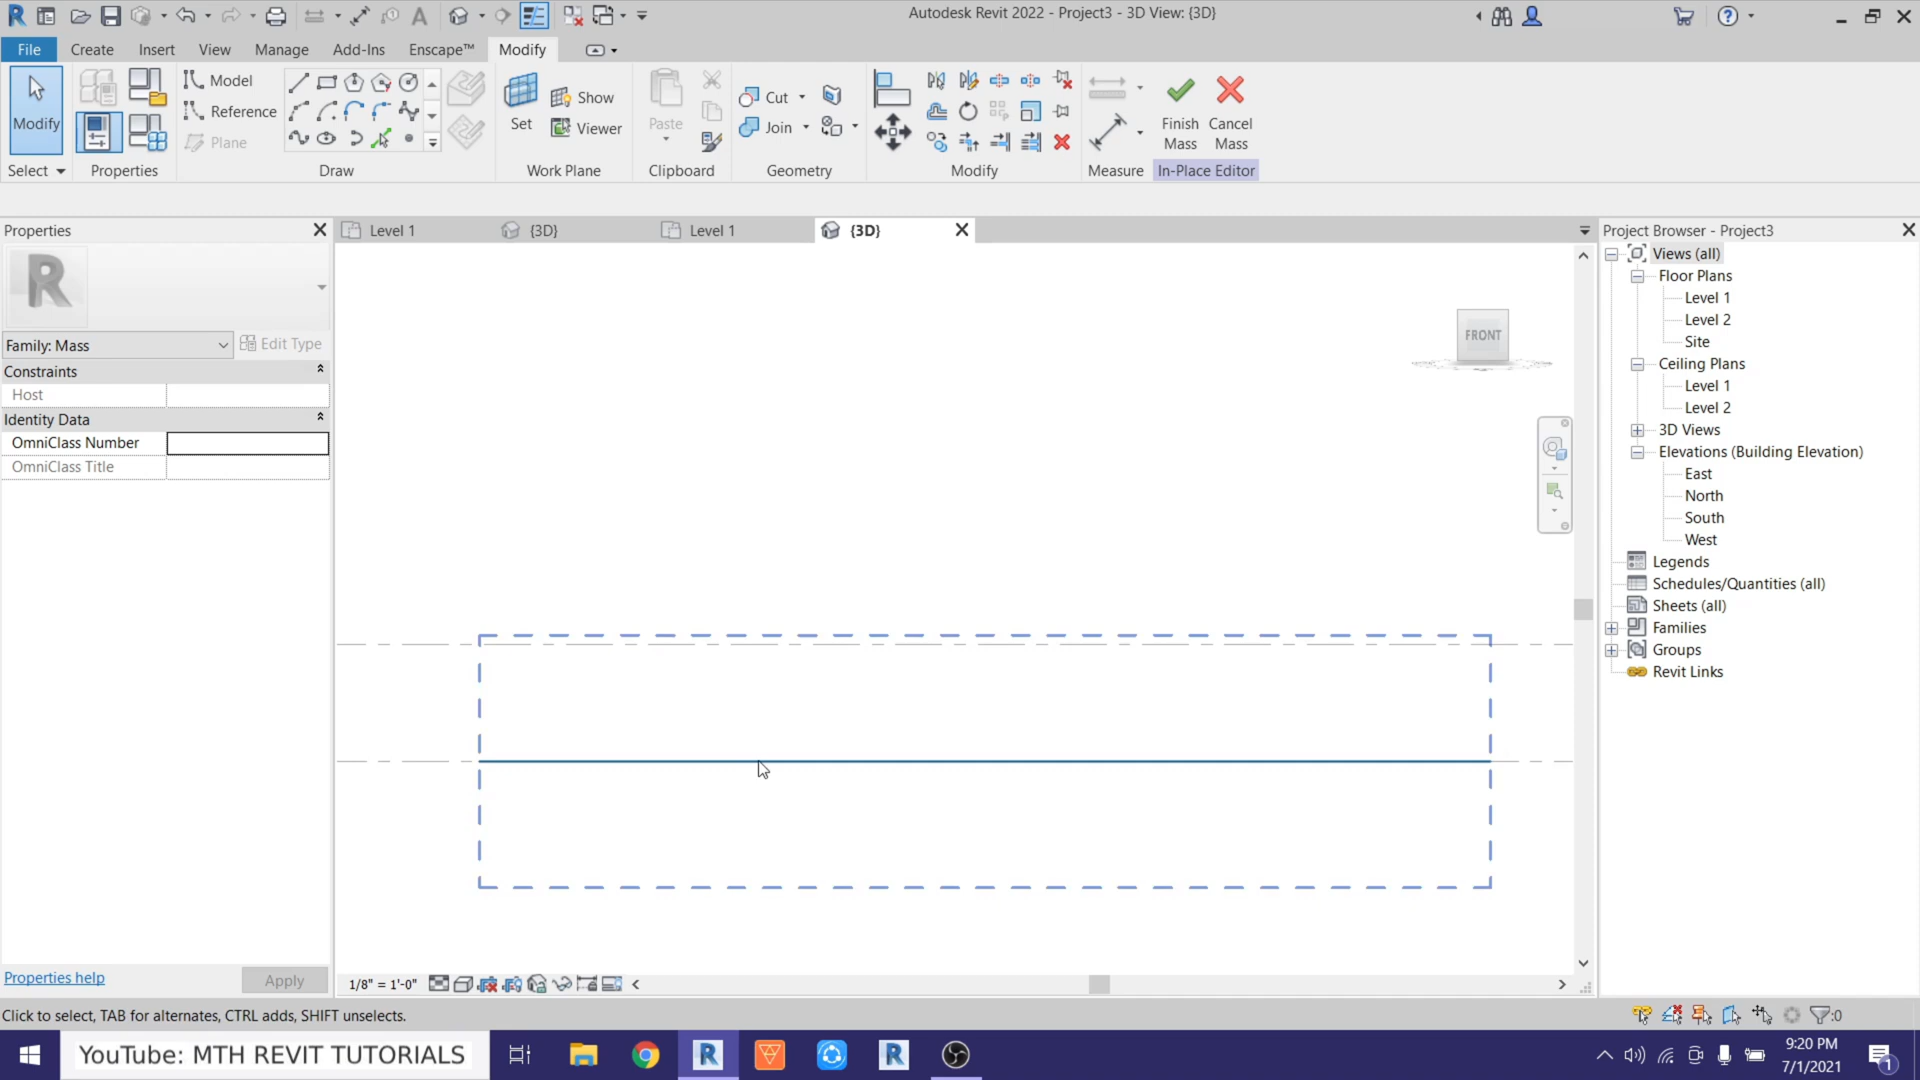 Autodesk Revit 2022 - Project3 - 3D View: {3D}
File
Create
Insert
View
Manage
Add-Ins
Enscape™
Modify
Modify
Model
Reference
Plane
Set
Show
Viewer
Paste
Cut
Join
Finish Mass
Cancel Mass
Select
Properties
Draw
Work Plane
Clipboard
Geometry
Modify
Measure
In-Place Editor
Properties
Level 1
{3D}
Level 1
{3D}
Project Browser - Project3
R
Family: Mass
Edit Type
Constraints
Host
Identity Data
OmniClass Number
OmniClass Title
FRONT
Views (all)
Floor Plans
Level 1
Level 2
Site
Ceiling Plans
Level 1
Level 2
3D Views
Elevations (Building Elevation)
East
North
South
West
Legends
Schedules/Quantities (all)
Sheets (all)
Families
Groups
Revit Links
Properties help
Apply
1/8" = 1'-0"
Click to select, TAB for alternates, CTRL adds, SHIFT unselects.
:0
YouTube: MTH REVIT TUTORIALS
9:20 PM
7/1/2021
1